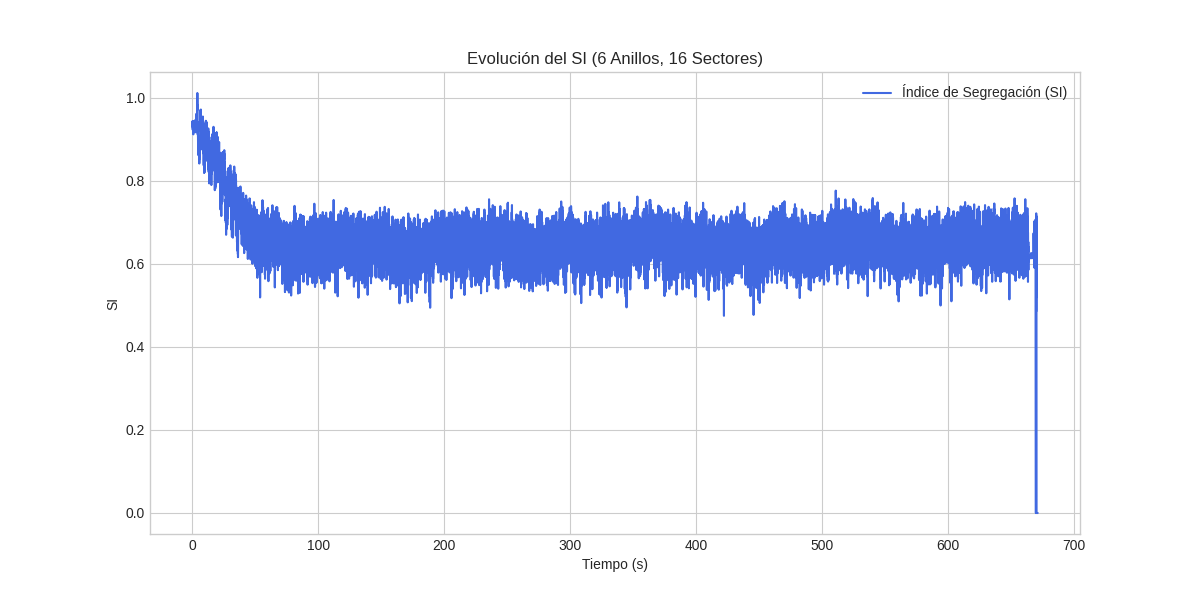 Evolución del SI (6 Anillos, 16 Sectores)
Índice de Segregación (SI)
1.0
0.8
0.6
0.4
0.2
0.0
SI
0 100 200 300 400 500 600 700
Tiempo (s)